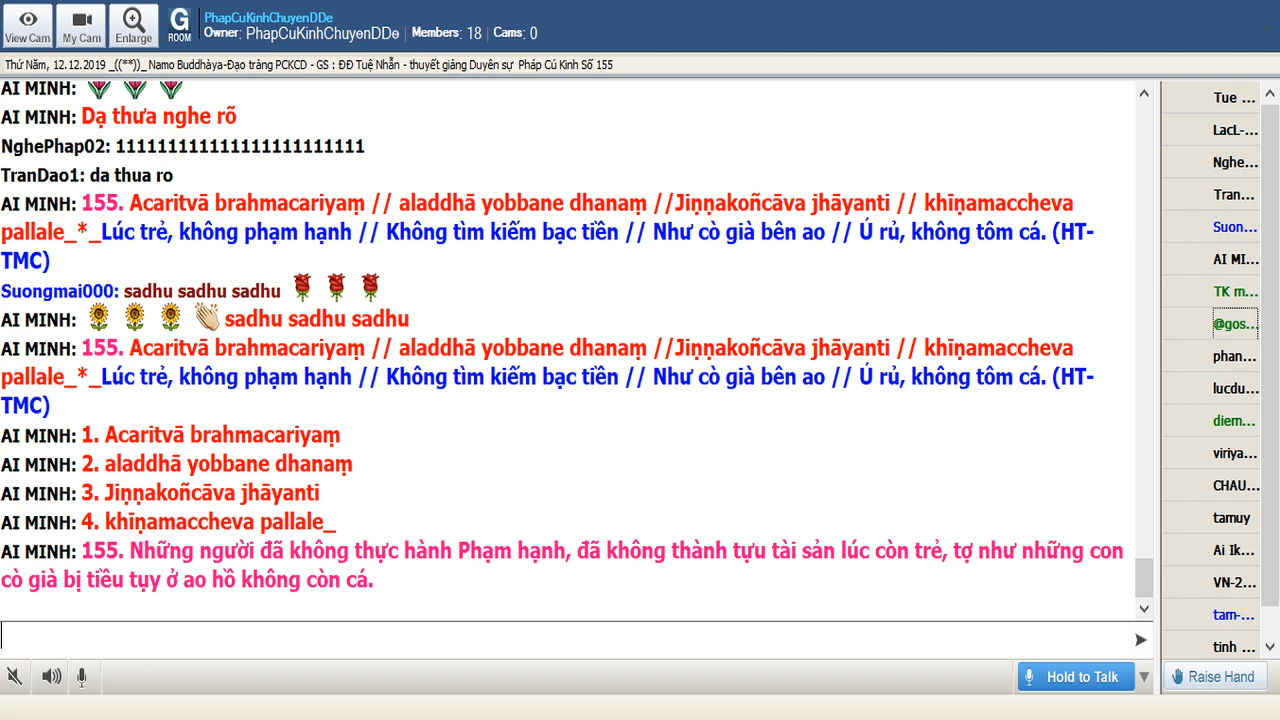 PhapCuKinhChuyenDDe
Owner: PhapCuKinhChuyenDDe | Members: 18 | Cams: 0
View Cam
My Cam
Enlarge
G ROOM
Thứ Năm, 12.12.2019 _((**))_ Namo Buddhàya-Đạo tràng PCKCD - GS : ĐĐ Tuệ Nhẫn - thuyết giảng Duyên sự Pháp Cú Kinh Số 155
AI MINH:
AI MINH: Dạ thưa nghe rõ
NghePhap02: 111111111111111111111111
TranDao1: da thua ro
AI MINH: 155. Acaritvā brahmacariyaṃ // aladdhā yobbane dhanaṃ //Jiṇṇakoñcāva jhāyanti // khīṇamaccheva
pallale_*_Lúc trẻ, không phạm hạnh // Không tìm kiếm bạc tiền // Như cò già bên ao // Ủ rủ, không tôm cá. (HT-
TMC)
Suongmai000: sadhu sadhu sadhu
AI MINH: sadhu sadhu sadhu
AI MINH: 155. Acaritvā brahmacariyaṃ // aladdhā yobbane dhanaṃ //Jiṇṇakoñcāva jhāyanti // khīṇamaccheva
pallale_*_Lúc trẻ, không phạm hạnh // Không tìm kiếm bạc tiền // Như cò già bên ao // Ủ rủ, không tôm cá. (HT-
TMC)
AI MINH: 1. Acaritvā brahmacariyaṃ
AI MINH: 2. aladdhā yobbane dhanaṃ
AI MINH: 3. Jiṇṇakoñcāva jhāyanti
AI MINH: 4. khīṇamaccheva pallale_
AI MINH: 155. Những người đã không thực hành Phạm hạnh, đã không thành tựu tài sản lúc còn trẻ, tợ như những con
cò già bị tiều tụy ở ao hồ không còn cá.
Tue ...
LacL-...
Nghe...
Tran...
Suon...
AI MI...
TK m...
@gos...
phan...
lucdu...
diem...
viriya...
CHAU...
tamuy
Ai Ik...
VN-2...
tam-...
tinh ...
Hold to Talk
Raise Hand